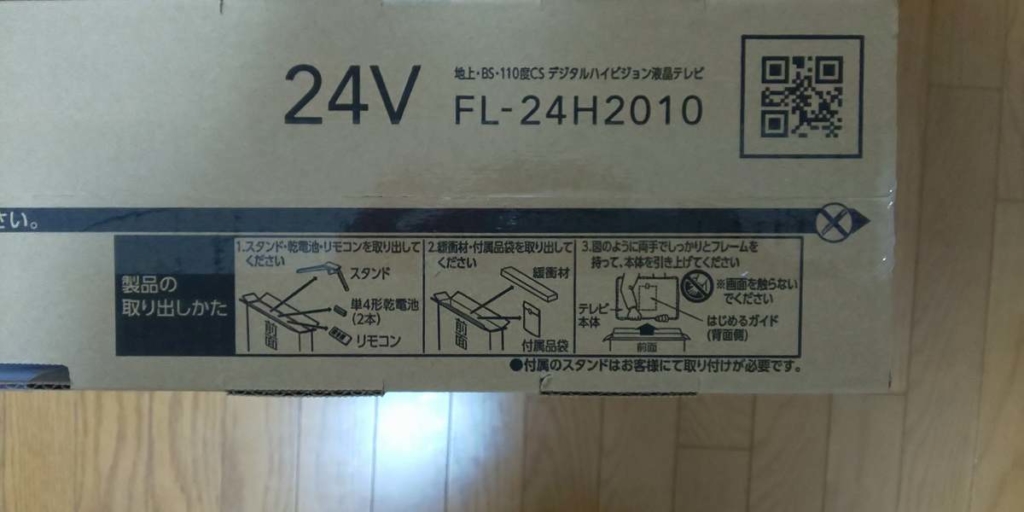 24V
地上・BS・110度CS デジタルハイビジョン液晶テレビ
FL-24H2010
さい。
製品の
取り出しかた
1.スタンド・乾電池・リモコンを取り出して
ください
スタンド
単4形乾電池
(2本)
リモコン
前面
2.緩衝材・付属品袋を取り出して
ください
緩衝材
付属品袋
前面
3.図のように両手でしっかりとフレームを
持って、本体を引き上げてください
※画面を触らない
でください
テレビ
本体
はじめるガイド
(背面側)
前面
●付属のスタンドはお客様にて取り付けが必要です。